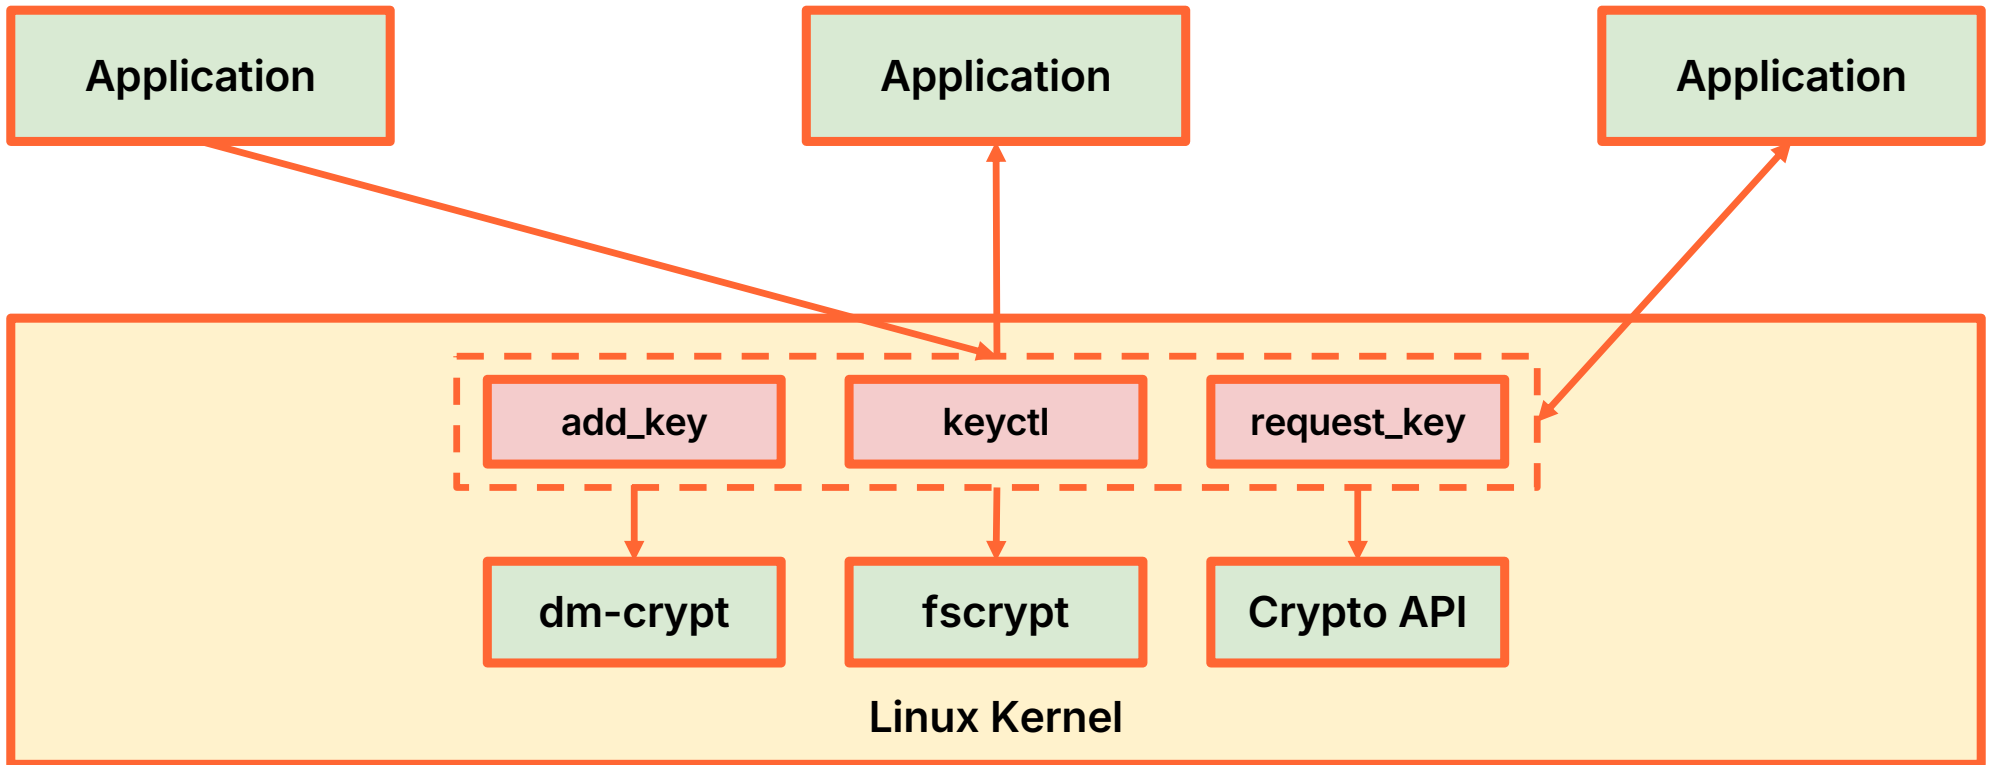 Application
Application
Application
add_key
keyctl
request_key
dm-crypt
fscrypt
Crypto API
Linux Kernel